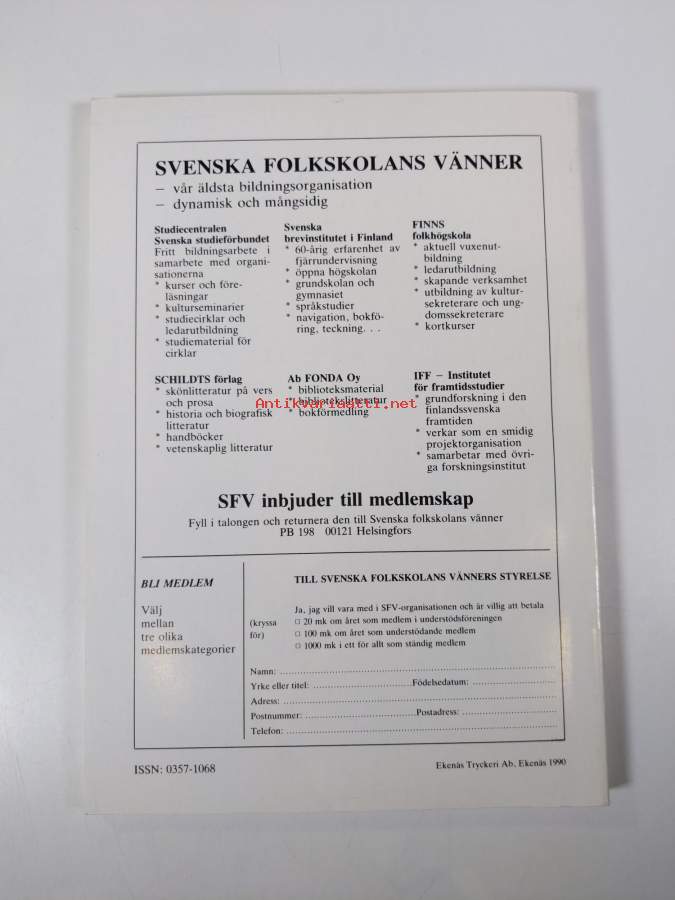 SVENSKA FOLKSKOLANS VÄNNER
– vår äldsta bildningsorganisation
– dynamisk och mångsidig
Studiecentralen
Svenska studieförbundet
Fritt bildningsarbete i
samarbete med organi-
sationerna
* kurser och före-
läsningar
* kulturseminarier
* studiecirklar och
ledarutbildning
* studiematerial för
cirklar
Svenska
brevinstitutet i Finland
* 60-årig erfarenhet av
fjärrundervisning
* öppna högskolan
* grundskolan och
gymnasiet
* språkstudier
* navigation, bokfö-
ring, teckning. . .
FINNS
folkhögskola
* aktuell vuxenut-
bildning
* ledarutbildning
* skapande verksamhet
* utbildning av kultur-
sekreterare och ung-
domssekreterare
* kortkurser
SCHILDTS förlag
* skönlitteratur på vers
och prosa
* historia och biografisk
litteratur
* handböcker
* vetenskaplig litteratur
Ab FONDA Oy
* biblioteksmaterial
* bibliotekslitteratur
* bokförmedling
Antikvariaatti.net
IFF – Institutet
för framtidsstudier
* grundforskning i den
finlandssvenska
framtiden
* verkar som en smidig
projektorganisation
* samarbetar med övri-
ga forskningsinstitut
SFV inbjuder till medlemskap
Fyll i talongen och returnera den till Svenska folkskolans vänner
PB 198 00121 Helsingfors
BLI MEDLEM
Välj
mellan
tre olika
medlemskategorier
TILL SVENSKA FOLKSKOLANS VÄNNERS STYRELSE
Ja, jag vill vara med i SFV-organisationen och är villig att betala
(kryssa
för)
□ 20 mk om året som medlem i understödsföreningen
□ 100 mk om året som understödande medlem
□ 1000 mk i ett för allt som ständig medlem
Namn:
Yrke eller titel: Födelsedatum:
Adress:
Postnummer: Postadress:
Telefon:
ISSN: 0357-1068
Ekenäs Tryckeri Ab, Ekenäs 1990